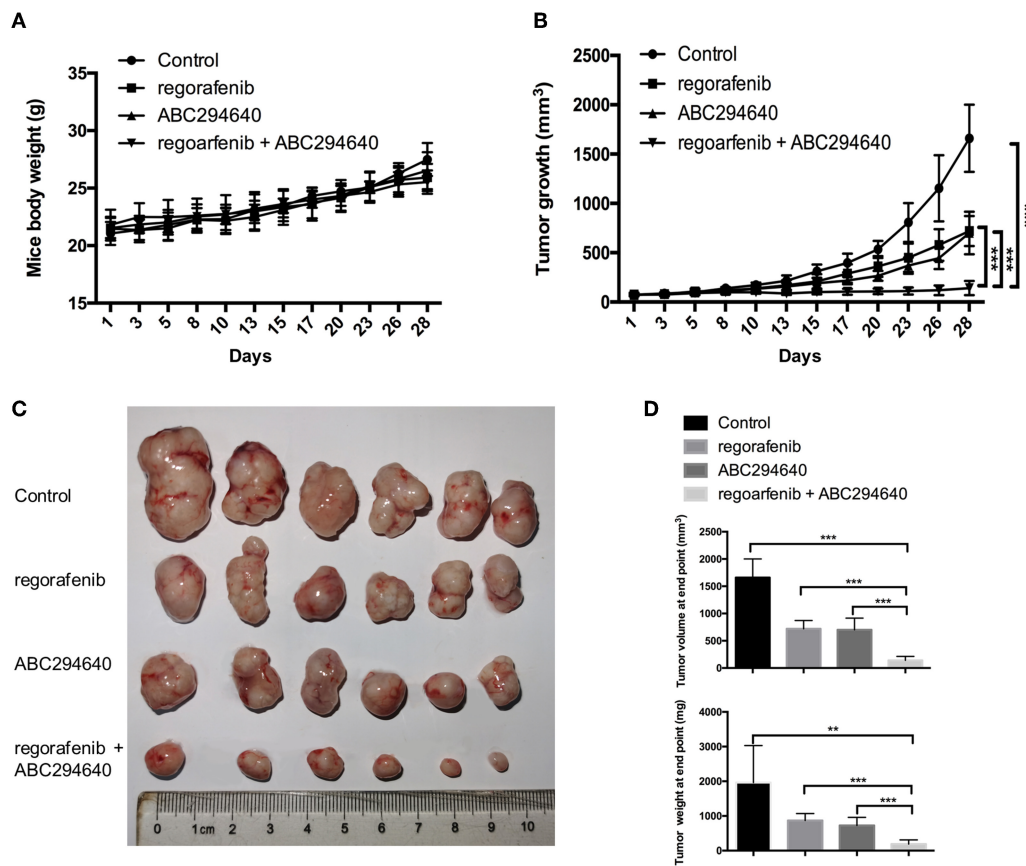 A
Control
regorafenib
ABC294640
regoarfenib + ABC294640
Mice body weight (g)
35
30
25
20
15
1 3 5 8 10 13 15 17 20 23 26 28
Days
B
Control
regorafenib
ABC294640
regoarfenib + ABC294640
Tumor growth (mm³)
2500
2000
1500
1000
500
0
1 3 5 8 10 13 15 17 20 23 26 28
Days
***
***
C
Control
regorafenib
ABC294640
regorafenib +
ABC294640
0 1cm 2 3 4 5 6 7 8 9 10
D
Control
regorafenib
ABC294640
regoarfenib + ABC294640
Tumor volume at end point (mm³)
2500
2000
1500
1000
500
0
***
***
***
Tumor weight at end point (mg)
4000
3000
2000
1000
0
**
***
***